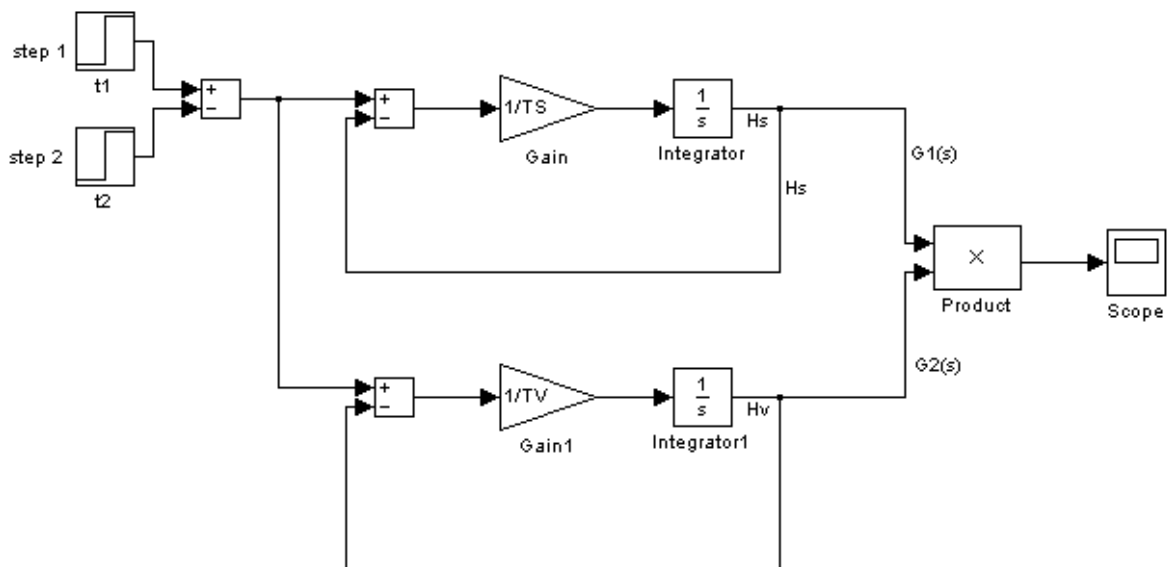 step 1
t1
+
−
step 2
t2
+
−
1/TS
Gain
1
s
Integrator
Hs
Hs
G1(s)
×
Product
Scope
G2(s)
+
−
1/TV
Gain1
1
s
Integrator1
Hv